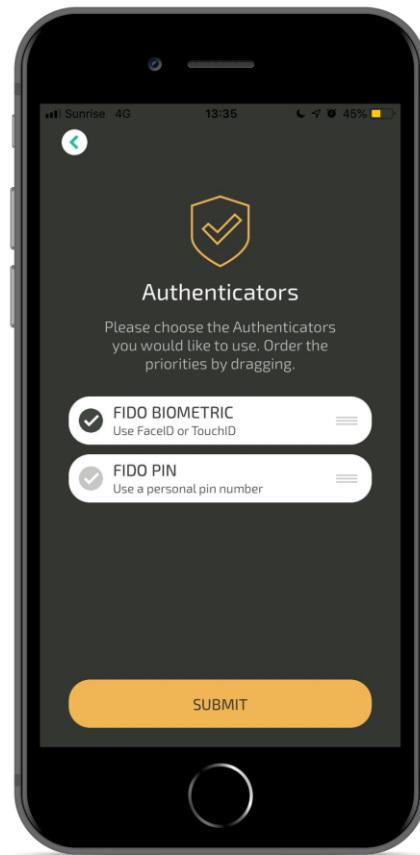 Sunrise 4G 13:35 45%
Authenticators
Please choose the Authenticators
you would like to use. Order the
priorities by dragging.
FIDO BIOMETRIC
Use FaceID or TouchID
FIDO PIN
Use a personal pin number
SUBMIT